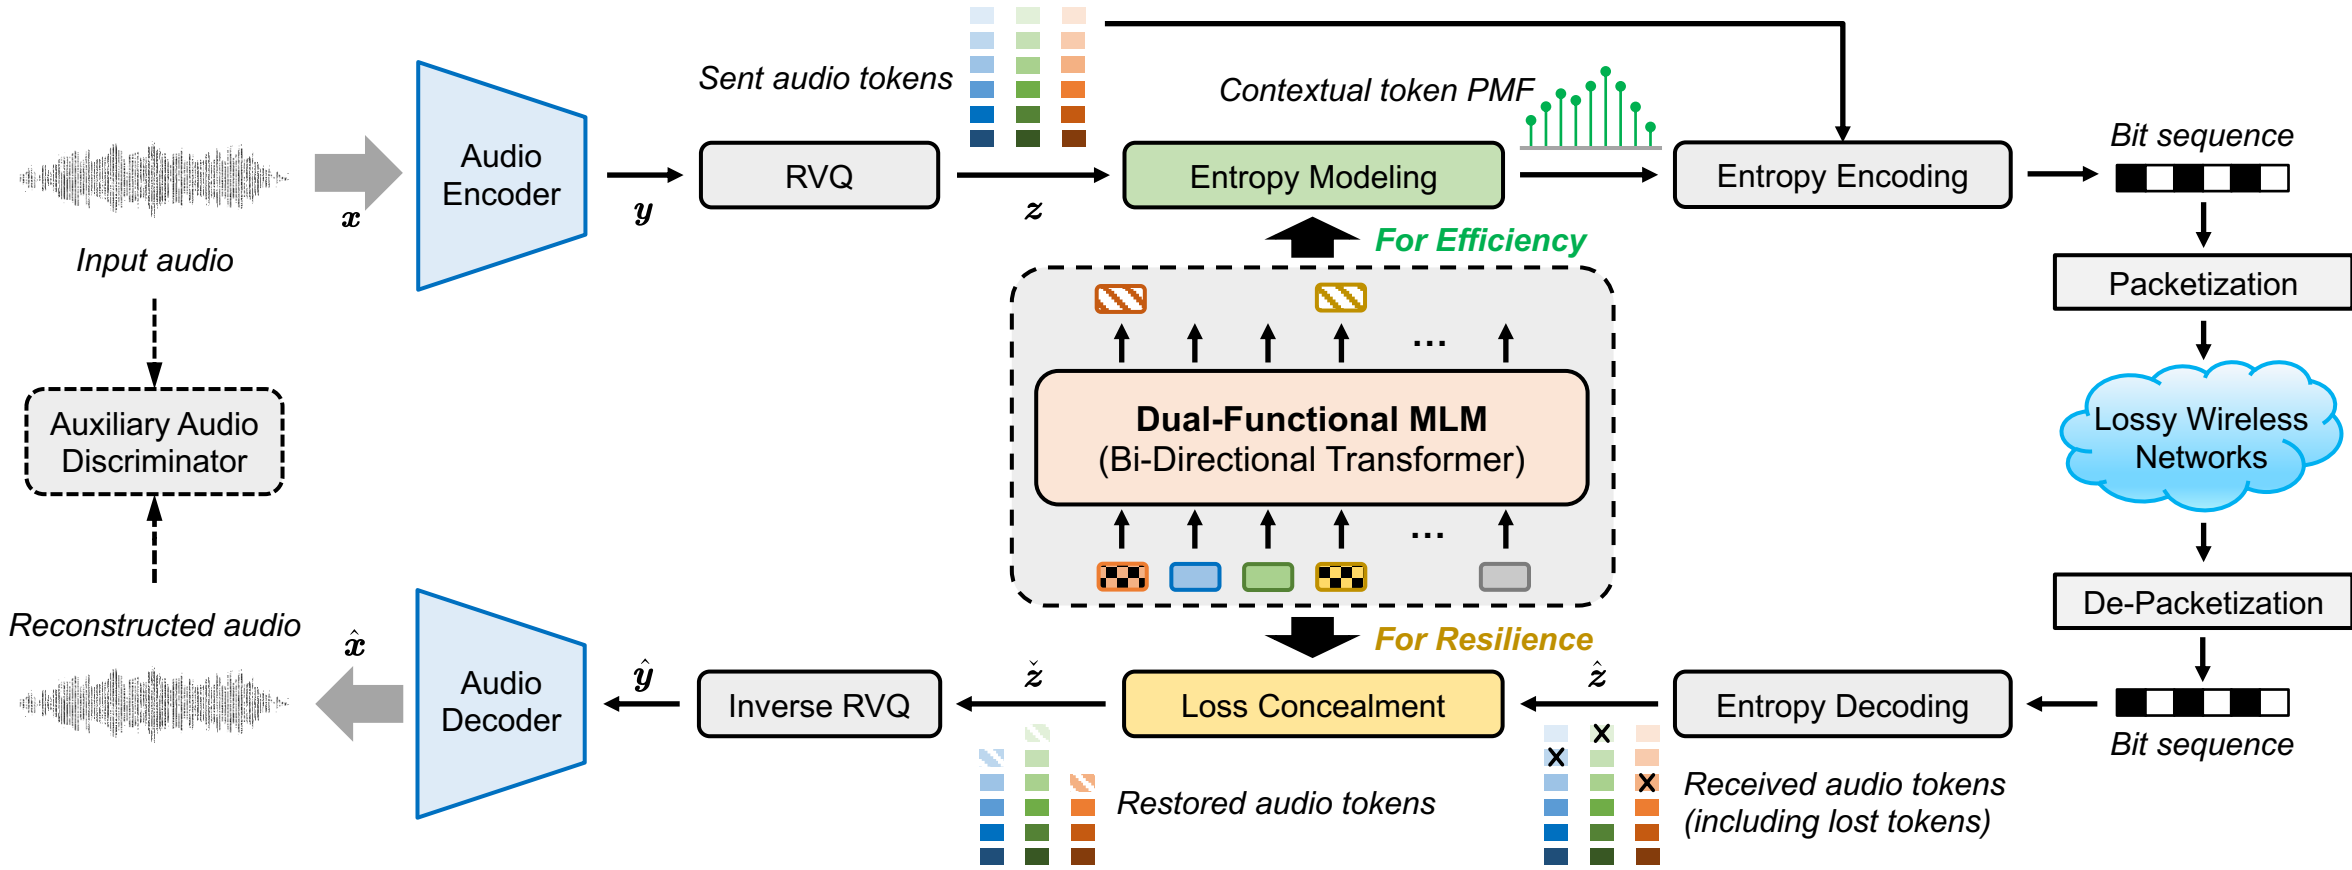 Sent audio tokens
Contextual token PMF
Bit sequence
Audio
Encoder
RVQ
Entropy Modeling
Entropy Encoding
x
y
z
Input audio
For Efficiency
Packetization
...
Auxiliary Audio
Discriminator
Dual-Functional MLM
(Bi-Directional Transformer)
Lossy Wireless
Networks
...
De-Packetization
Reconstructed audio
For Resilience
x̂
Audio
Decoder
ŷ
Inverse RVQ
ž
Loss Concealment
ẑ
Entropy Decoding
Bit sequence
Restored audio tokens
Received audio tokens
(including lost tokens)